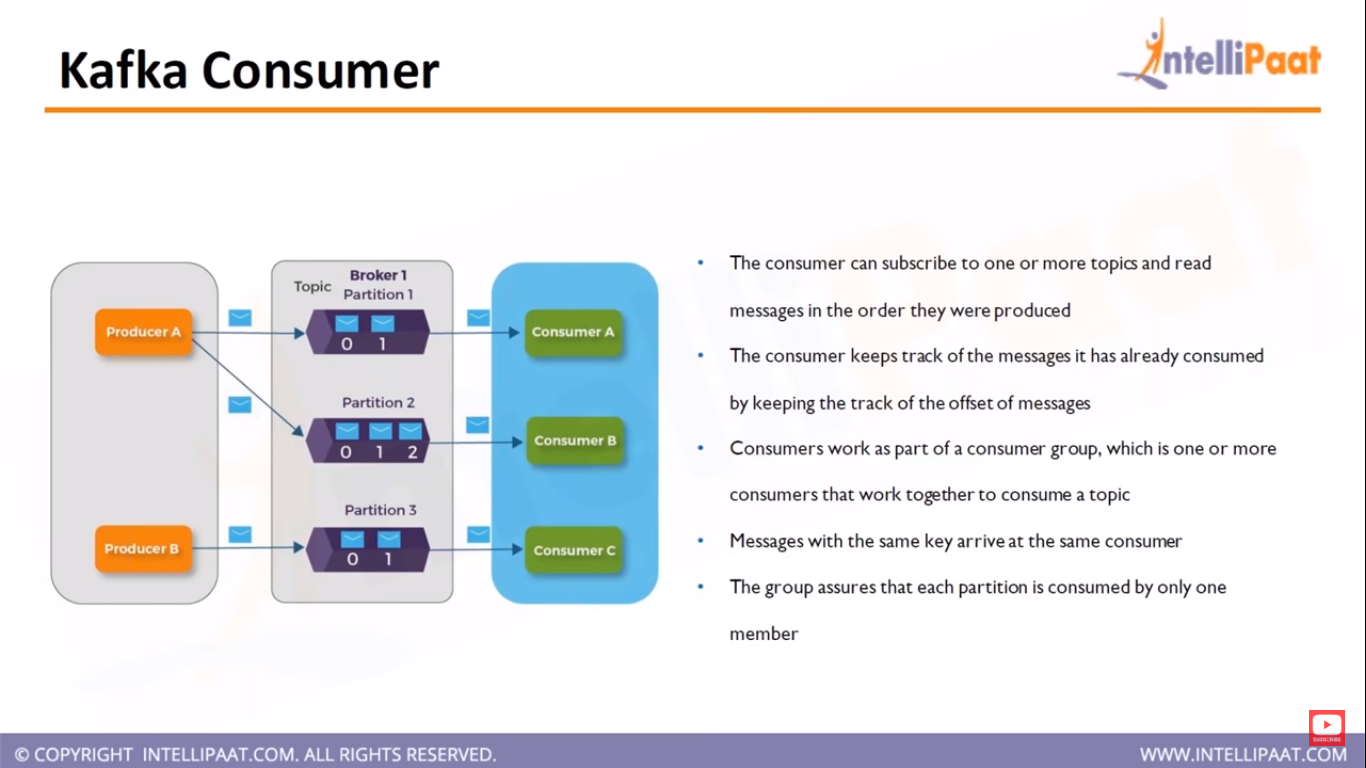 Kafka Consumer
IntelliPaat
Broker 1
Topic
Partition 1
Producer A
0 1
Consumer A
Partition 2
0 1 2
Consumer B
Partition 3
Producer B
0 1
Consumer C
• The consumer can subscribe to one or more topics and read
messages in the order they were produced
• The consumer keeps track of the messages it has already consumed
by keeping the track of the offset of messages
• Consumers work as part of a consumer group, which is one or more
consumers that work together to consume a topic
• Messages with the same key arrive at the same consumer
• The group assures that each partition is consumed by only one
member
SUBSCRIBE
© COPYRIGHT INTELLIPAAT.COM. ALL RIGHTS RESERVED.
WWW.INTELLIPAAT.COM